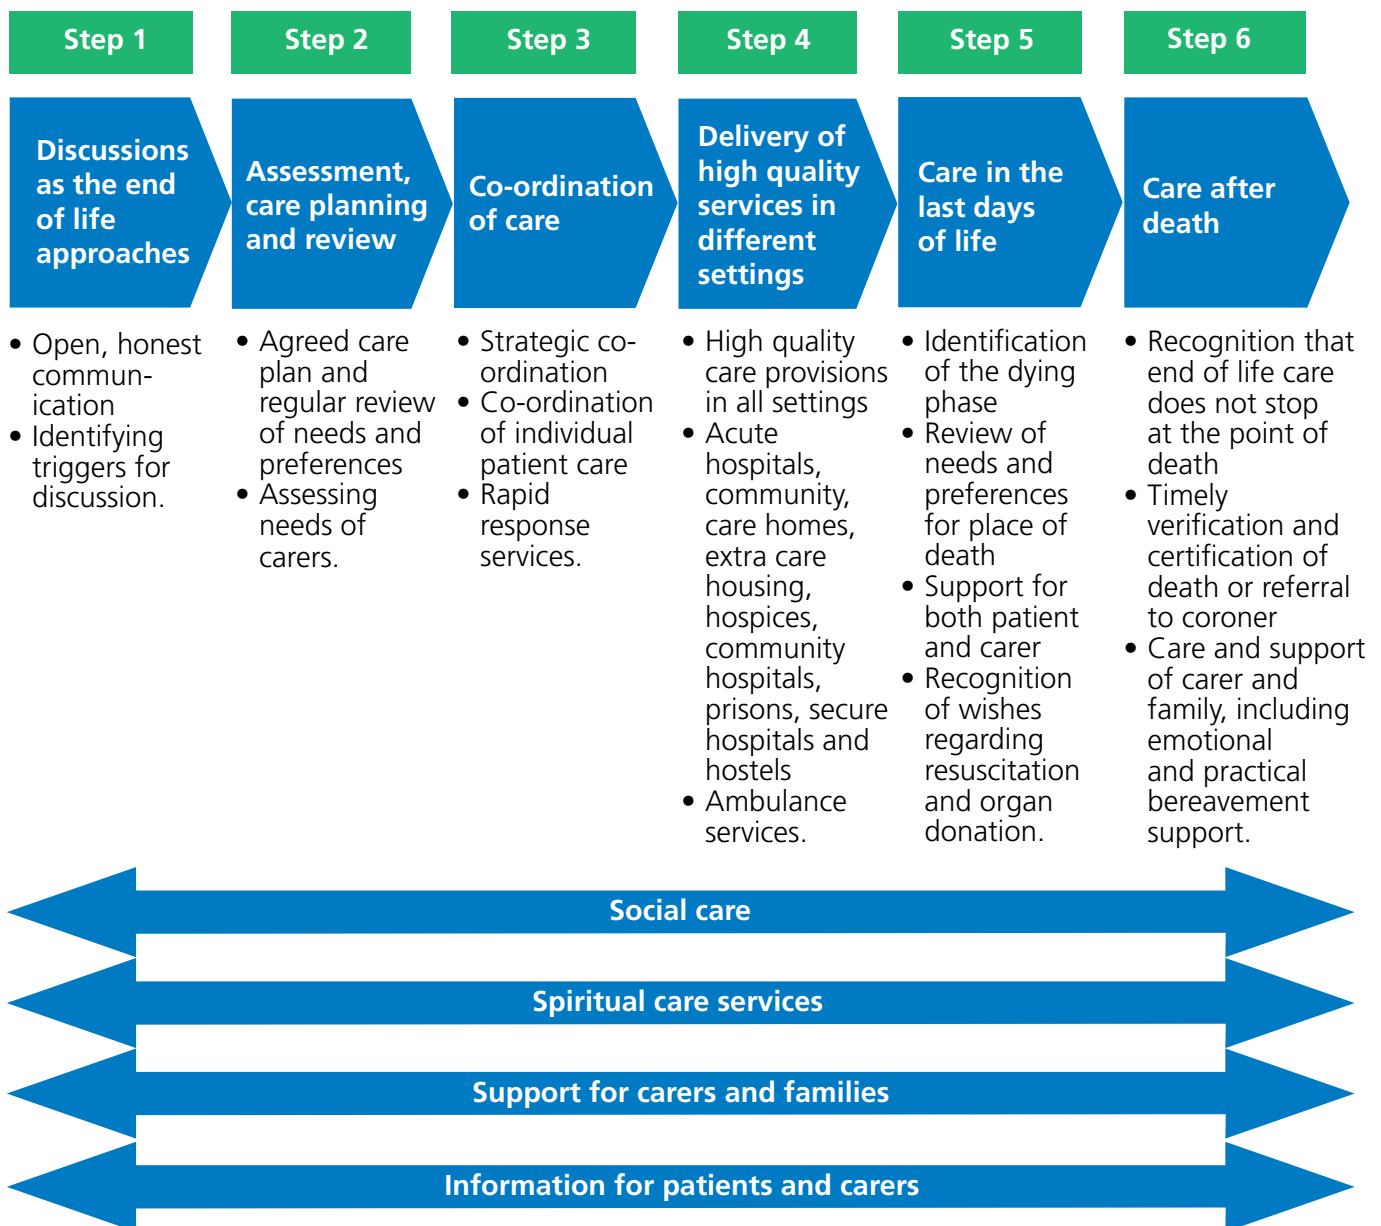 Step 1
Step 2
Step 3
Step 4
Step 5
Step 6
Discussions
as the end
of life
approaches
Assessment,
care planning
and review
Co-ordination
of care
Delivery of
high quality
services in
different
settings
Care in the
last days
of life
Care after
death
• Open, honest
commun-
ication
• Identifying
triggers for
discussion.
• Agreed care
plan and
regular review
of needs and
preferences
• Assessing
needs of
carers.
• Strategic co-
ordination
• Co-ordination
of individual
patient care
• Rapid
response
services.
• High quality
care provisions
in all settings
• Acute
hospitals,
community,
care homes,
extra care
housing,
hospices,
community
hospitals,
prisons, secure
hospitals and
hostels
• Ambulance
services.
• Identification
of the dying
phase
• Review of
needs and
preferences
for place of
death
• Support for
both patient
and carer
• Recognition
of wishes
regarding
resuscitation
and organ
donation.
• Recognition that
end of life care
does not stop
at the point of
death
• Timely
verification and
certification of
death or referral
to coroner
• Care and support
of carer and
family, including
emotional
and practical
bereavement
support.
Social care
Spiritual care services
Support for carers and families
Information for patients and carers